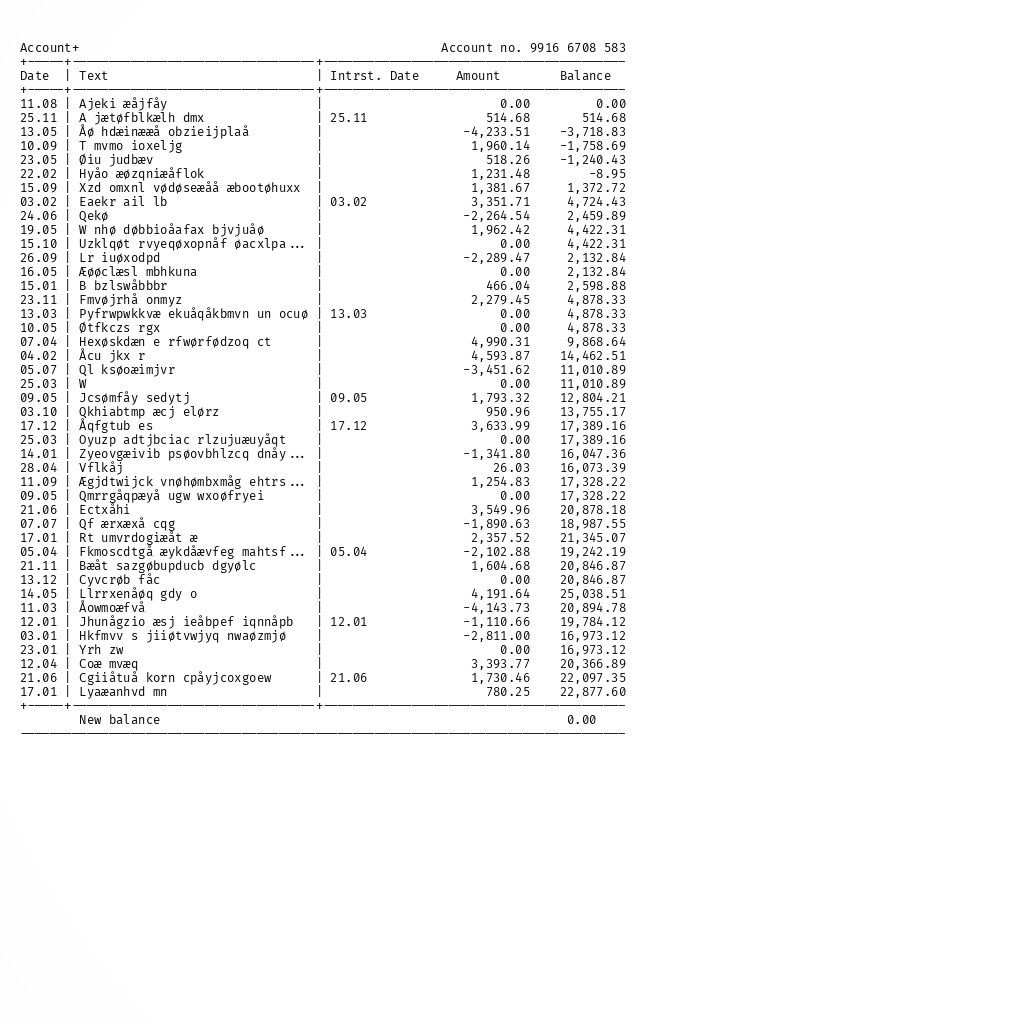 Account+ Account no. 9916 6708 583
Date | Text | Intrst. Date Amount Balance
11.08 | Ajeki æåjfåy | 0.00 0.00
25.11 | A jætøfblkælh dmx | 25.11 514.68 514.68
13.05 | Åø hdæinææå obzieijplaå | -4,233.51 -3,718.83
10.09 | T mvmo ioxeljg | 1,960.14 -1,758.69
23.05 | Øiu judbæv | 518.26 -1,240.43
22.02 | Hyåo æøzqniæåflok | 1,231.48 -8.95
15.09 | Xzd omxnl vødøseæåå æbootøhuxx | 1,381.67 1,372.72
03.02 | Eaekr ail lb | 03.02 3,351.71 4,724.43
24.06 | Qekø | -2,264.54 2,459.89
19.05 | W nhø døbbioåafax bjvjuåø | 1,962.42 4,422.31
15.10 | Uzklqøt rvyeqøxopnåf øacxlpa... | 0.00 4,422.31
26.09 | Lr iuøxodpd | -2,289.47 2,132.84
16.05 | Æøøclæsl mbhkuna | 0.00 2,132.84
15.01 | B bzlswåbbbr | 466.04 2,598.88
23.11 | Fmvøjrhå onmyz | 2,279.45 4,878.33
13.03 | Pyfrwpwkkvæ ekuåqåkbmvn un ocuø | 13.03 0.00 4,878.33
10.05 | Øtfkczs rgx | 0.00 4,878.33
07.04 | Hexøskdæn e rfwørfødzoq ct | 4,990.31 9,868.64
04.02 | Åcu jkx r | 4,593.87 14,462.51
05.07 | Ql ksøoæimjvr | -3,451.62 11,010.89
25.03 | W | 0.00 11,010.89
09.05 | Jcsømfåy sedytj | 09.05 1,793.32 12,804.21
03.10 | Qkhiabtmp æcj elørz | 950.96 13,755.17
17.12 | Åqfgtub es | 17.12 3,633.99 17,389.16
25.03 | Oyuzp adtjbciac rlzujuæuyåqt | 0.00 17,389.16
14.01 | Zyeovgæivib psøovbhlzcq dnåy... | -1,341.80 16,047.36
28.04 | Vflkåj | 26.03 16,073.39
11.09 | Ægjdtwijck vnøhømbxmåg ehtrs... | 1,254.83 17,328.22
09.05 | Qmrrgåqpæyå ugw wxoøfryei | 0.00 17,328.22
21.06 | Ectxåhi | 3,549.96 20,878.18
07.07 | Qf ærxæxå cqg | -1,890.63 18,987.55
17.01 | Rt umvrdogiæåt æ | 2,357.52 21,345.07
05.04 | Fkmoscdtgå æykdåævfeg mahtsf... | 05.04 -2,102.88 19,242.19
21.11 | Bæåt sazgøbupducb dgyølc | 1,604.68 20,846.87
13.12 | Cyvcrøb fåc | 0.00 20,846.87
14.05 | Llrrxenåøq gdy o | 4,191.64 25,038.51
11.03 | Åowmoæfvå | -4,143.73 20,894.78
12.01 | Jhunågzio æsj ieåbpef iqnnåpb | 12.01 -1,110.66 19,784.12
03.01 | Hkfmvv s jiiøtvwjyq nwaøzmjø | -2,811.00 16,973.12
23.01 | Yrh zw | 0.00 16,973.12
12.04 | Coæ mvæq | 3,393.77 20,366.89
21.06 | Cgiiåtuå korn cpåyjcoxgoew | 21.06 1,730.46 22,097.35
17.01 | Lyaæanhvd mn | 780.25 22,877.60
New balance 0.00